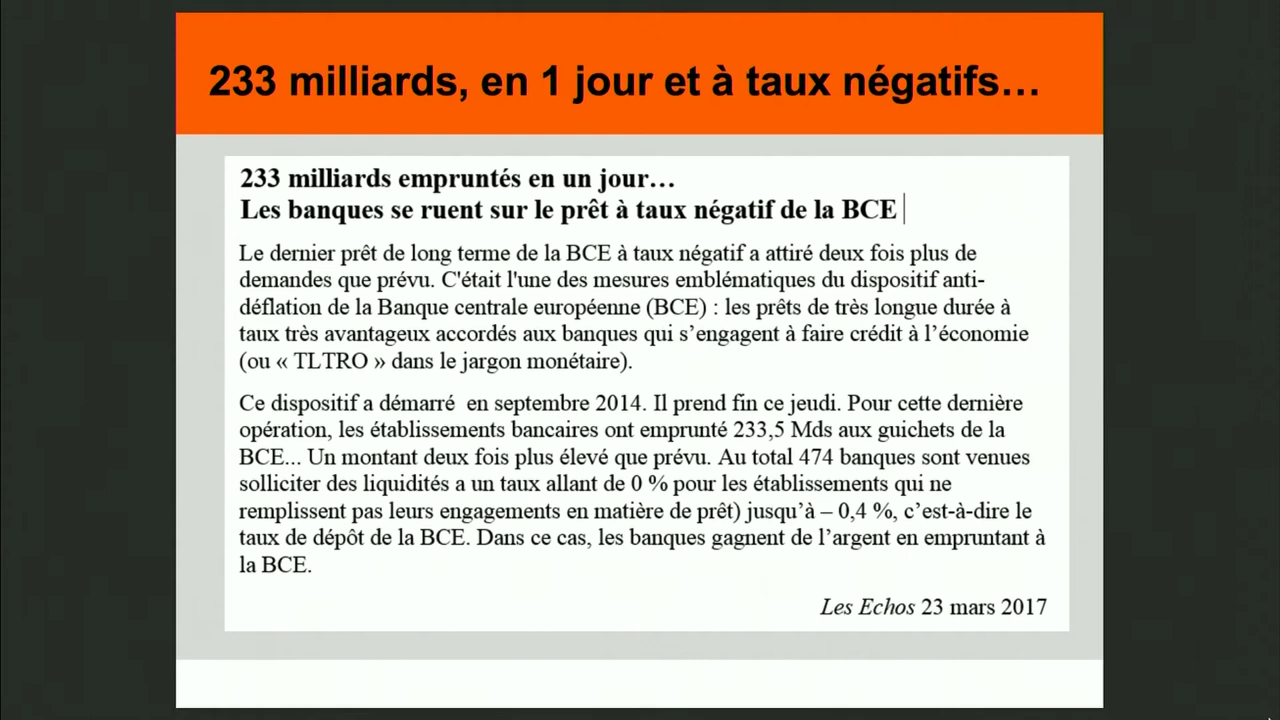 233 milliards, en 1 jour et à taux négatifs…
233 milliards empruntés en un jour…
Les banques se ruent sur le prêt à taux négatif de la BCE
Le dernier prêt de long terme de la BCE à taux négatif a attiré deux fois plus de
demandes que prévu. C'était l'une des mesures emblématiques du dispositif anti-
déflation de la Banque centrale européenne (BCE) : les prêts de très longue durée à
taux très avantageux accordés aux banques qui s’engagent à faire crédit à l’économie
(ou « TLTRO » dans le jargon monétaire).
Ce dispositif a démarré  en septembre 2014. Il prend fin ce jeudi. Pour cette dernière
opération, les établissements bancaires ont emprunté 233,5 Mds aux guichets de la
BCE... Un montant deux fois plus élevé que prévu. Au total 474 banques sont venues
solliciter des liquidités a un taux allant de 0 % pour les établissements qui ne
remplissent pas leurs engagements en matière de prêt) jusqu’à – 0,4 %, c’est-à-dire le
taux de dépôt de la BCE. Dans ce cas, les banques gagnent de l’argent en empruntant à
la BCE.
Les Echos 23 mars 2017